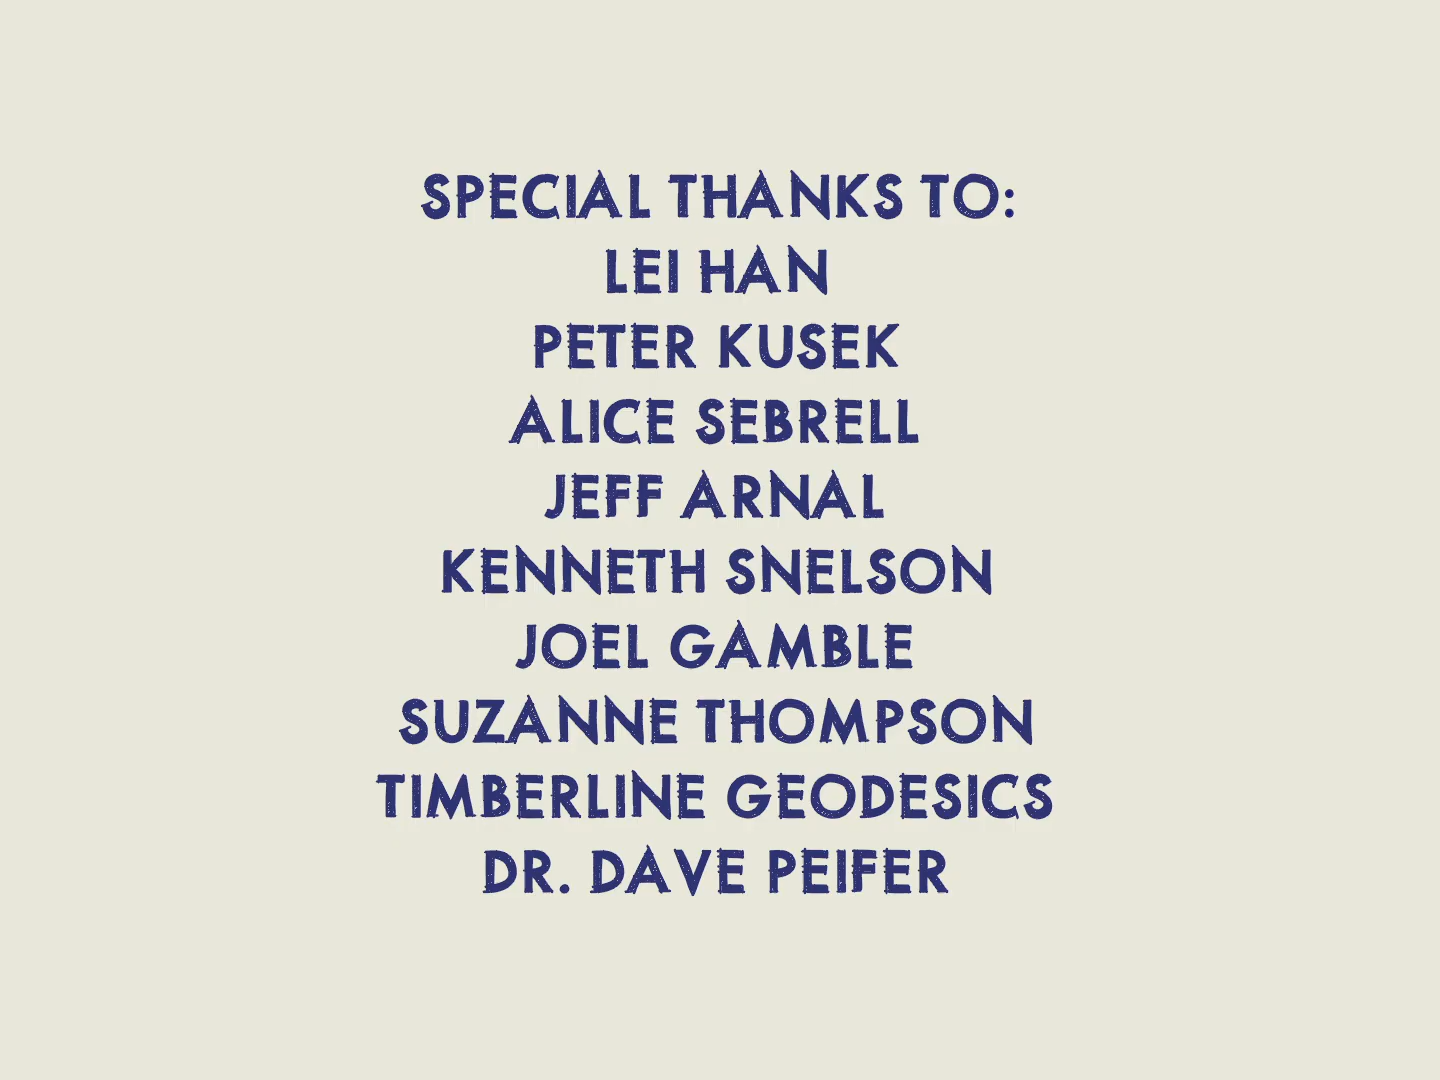 SPECIAL THANKS TO:
LEI HAN
PETER KUSEK
ALICE SEBRELL
JEFF ARNAL
KENNETH SNELSON
JOEL GAMBLE
SUZANNE THOMPSON
TIMBERLINE GEODESICS
DR. DAVE PEIFER